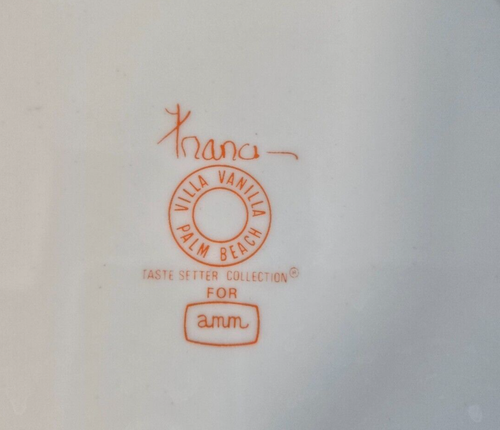 VILLA VANILLA
PALM BEACH
TASTE SETTER COLLECTION®
FOR
amm